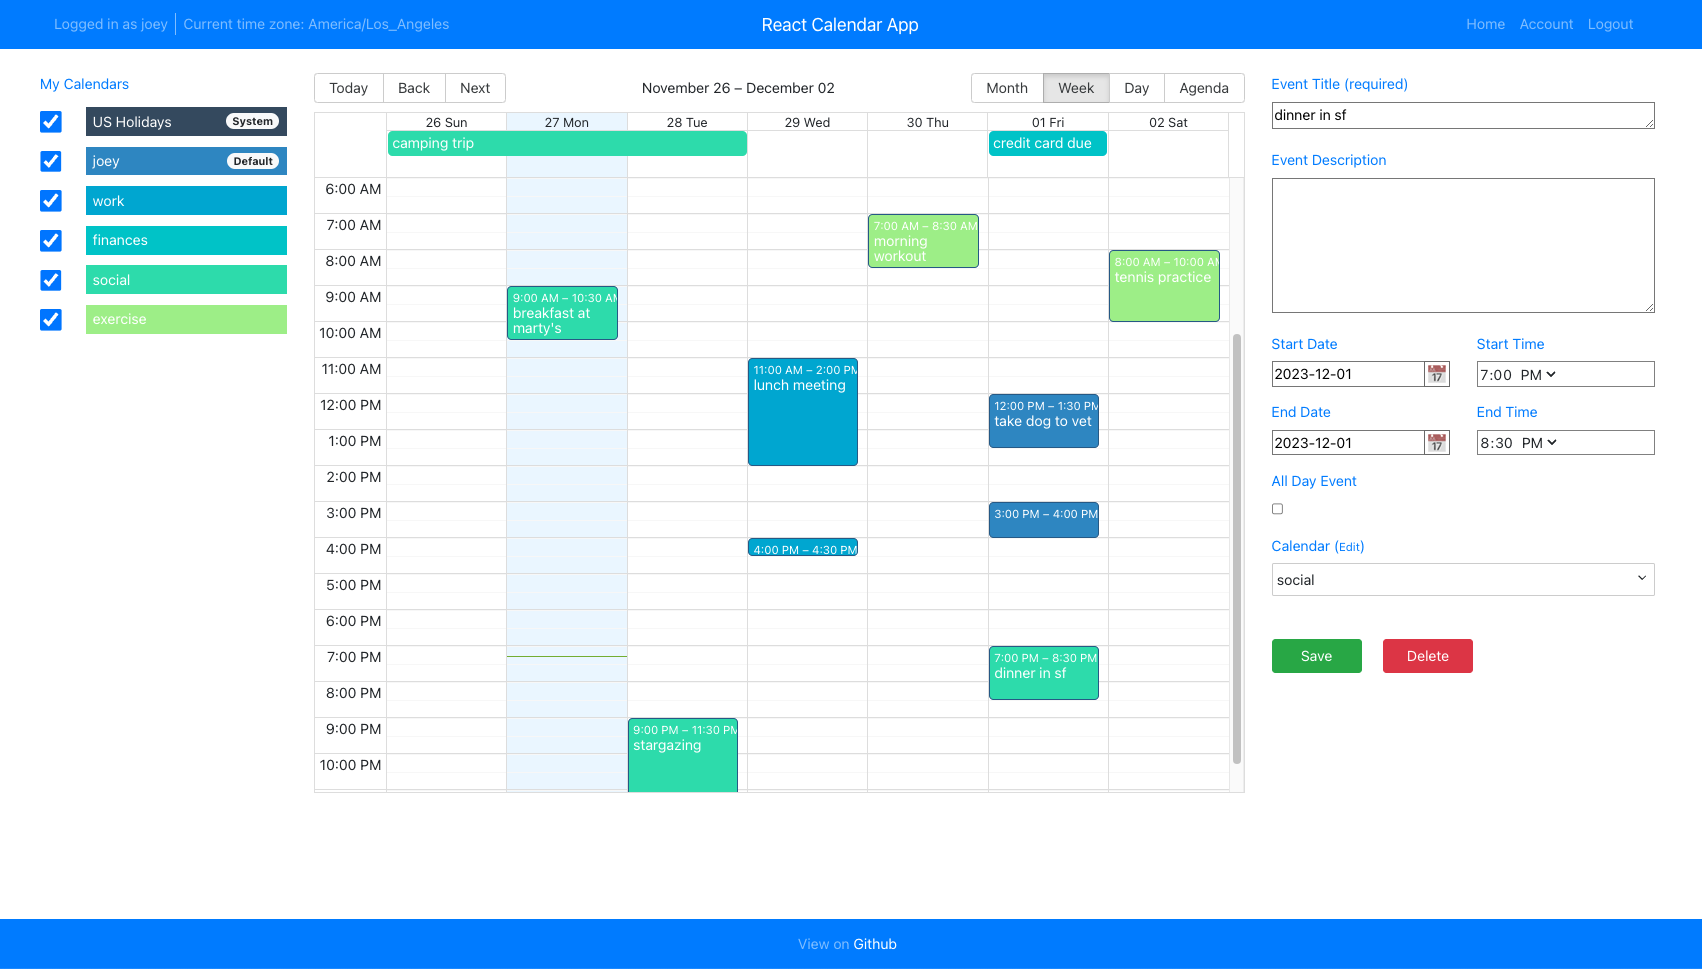 Logged in as joey
Current time zone: America/Los_Angeles
React Calendar App
Home
Account
Logout
My Calendars
US Holidays
System
joey
Default
work
finances
social
exercise
Today
Back
Next
November 26 – December 02
Month
Week
Day
Agenda
26 Sun
27 Mon
28 Tue
29 Wed
30 Thu
01 Fri
02 Sat
camping trip
credit card due
6:00 AM
7:00 AM
8:00 AM
9:00 AM
10:00 AM
11:00 AM
12:00 PM
1:00 PM
2:00 PM
3:00 PM
4:00 PM
5:00 PM
6:00 PM
7:00 PM
8:00 PM
9:00 PM
10:00 PM
9:00 AM – 10:30 AM
breakfast at
marty's
9:00 PM – 11:30 PM
stargazing
11:00 AM – 2:00 PM
lunch meeting
4:00 PM – 4:30 PM
7:00 AM – 8:30 AM
morning
workout
12:00 PM – 1:30 PM
take dog to vet
3:00 PM – 4:00 PM
7:00 PM – 8:30 PM
dinner in sf
8:00 AM – 10:00 AM
tennis practice
Event Title (required)
dinner in sf
Event Description
Start Date
Start Time
2023-12-01
17
7:00 PM
End Date
End Time
2023-12-01
17
8:30 PM
All Day Event
Calendar (Edit)
social
Save
Delete
View on Github